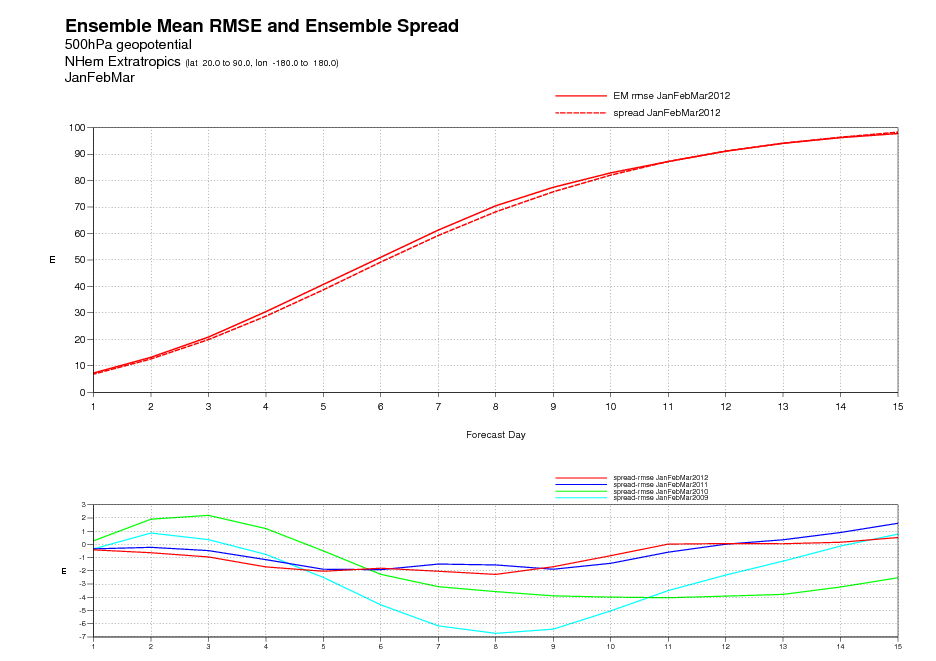 Ensemble Mean RMSE and Ensemble Spread
500hPa geopotential
NHem Extratropics (lat 20.0 to 90.0, lon -180.0 to 180.0)
JanFebMar
EM rmse JanFebMar2012
spread JanFebMar2012
100
90
80
70
60
E 50
40
30
20
10
0
1 2 3 4 5 6 7 8 9 10 11 12 13 14 15
Forecast Day
spread-rmse JanFebMar2012
spread-rmse JanFebMar2011
spread-rmse JanFebMar2010
spread-rmse JanFebMar2009
3
2
1
0
-1
E -2
-3
-4
-5
-6
-7
1 2 3 4 5 6 7 8 9 10 11 12 13 14 15